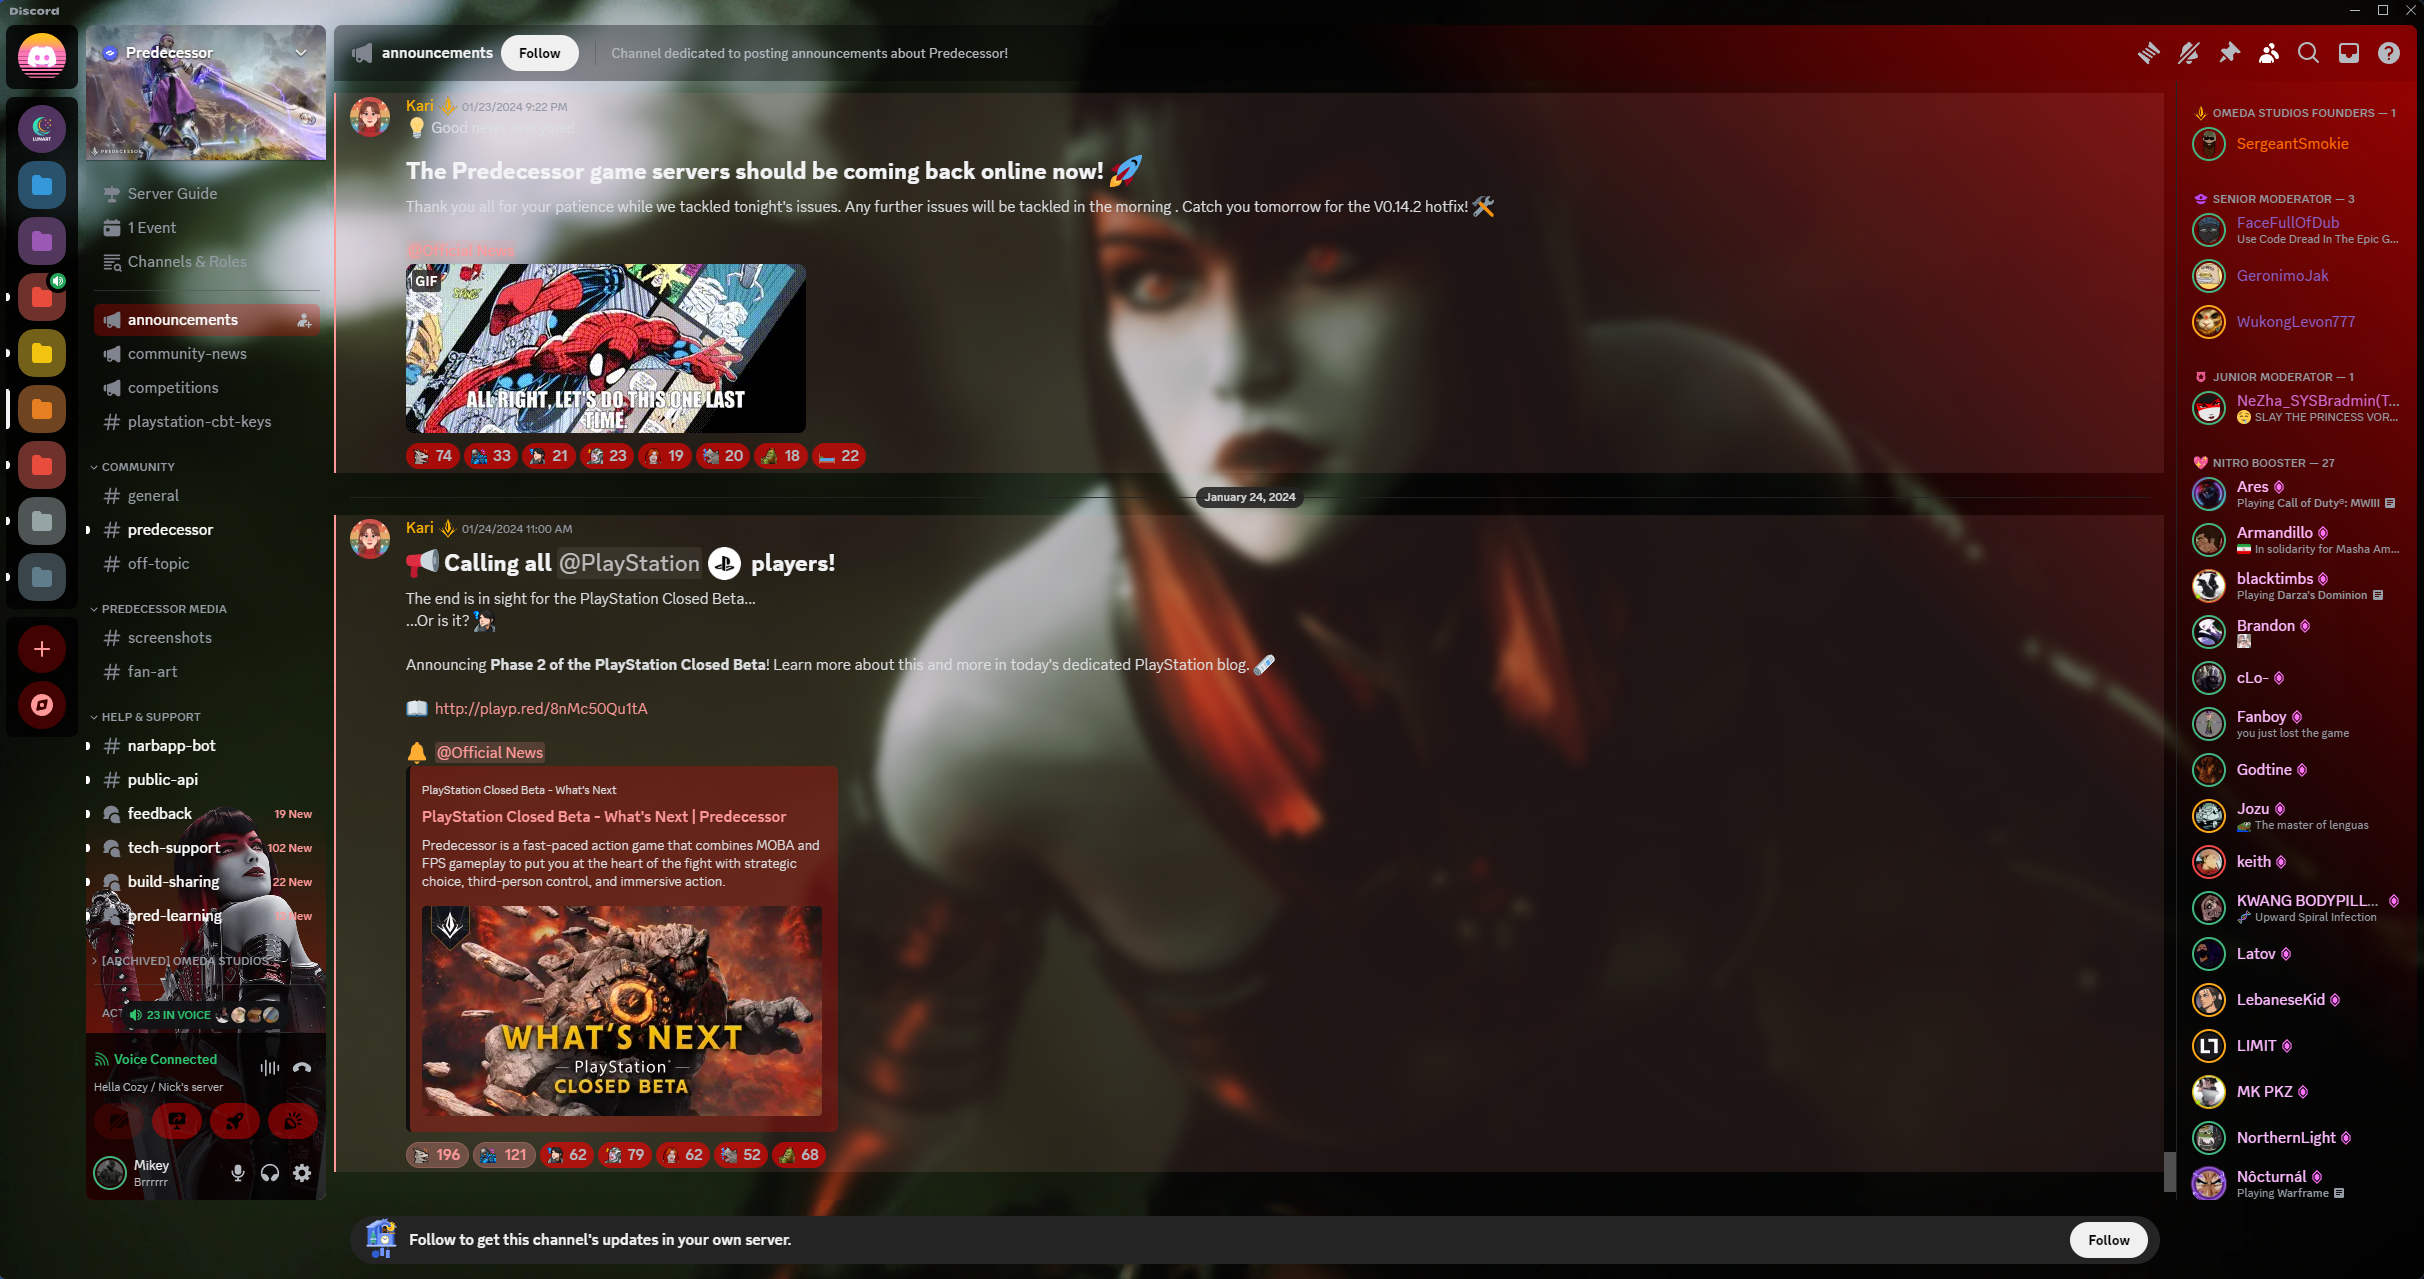 Discord
Predecessor
PREDECESSOR
LUNART
Server Guide
1 Event
Channels & Roles
announcements
community-news
competitions
playstation-cbt-keys
COMMUNITY
general
predecessor
off-topic
PREDECESSOR MEDIA
screenshots
fan-art
HELP & SUPPORT
narbapp-bot
public-api
feedback 19 New
tech-support 102 New
build-sharing 22 New
pred-learning New
[ARCHIVED] OMEDA STUDIOS
23 IN VOICE
Voice Connected
Hella Cozy / Nick's server
Mikey
Brrrrrr
announcements Follow Channel dedicated to posting announcements about Predecessor!
Kari 01/23/2024 9:22 PM
Good news everyone!
The Predecessor game servers should be coming back online now!
Thank you all for your patience while we tackled tonight's issues. Any further issues will be tackled in the morning . Catch you tomorrow for the V0.14.2 hotfix!
@Official News
GIF
ALL RIGHT, LET'S DO THIS ONE LAST
TIME.
74 33 21 23 19 20 18 22
January 24, 2024
Kari 01/24/2024 11:00 AM
Calling all @PlayStation players!
The end is in sight for the PlayStation Closed Beta...
...Or is it?
Announcing Phase 2 of the PlayStation Closed Beta! Learn more about this and more in today's dedicated PlayStation blog.
http://playp.red/8nMc50Qu1tA
@Official News
PlayStation Closed Beta - What's Next
PlayStation Closed Beta - What's Next | Predecessor
Predecessor is a fast-paced action game that combines MOBA and
FPS gameplay to put you at the heart of the fight with strategic
choice, third-person control, and immersive action.
WHAT'S NEXT
PlayStation
CLOSED BETA
196 121 62 79 62 52 68
Follow to get this channel's updates in your own server. Follow
OMEDA STUDIOS FOUNDERS — 1
SergeantSmokie
SENIOR MODERATOR — 3
FaceFullOfDub
Use Code Dread In The Epic G...
GeronimoJak
WukongLevon777
JUNIOR MODERATOR — 1
NeZha_SYSBradmin(T...
SLAY THE PRINCESS VOR...
NITRO BOOSTER — 27
Ares
Playing Call of Duty®: MWIII
Armandillo
In solidarity for Masha Am...
blacktimbs
Playing Darza's Dominion
Brandon
cLo-
Fanboy
you just lost the game
Godtine
Jozu
The master of lenguas
keith
KWANG BODYPILL...
Upward Spiral Infection
Latov
LebaneseKid
LIMIT
MK PKZ
NorthernLight
Nôcturnál
Playing Warframe